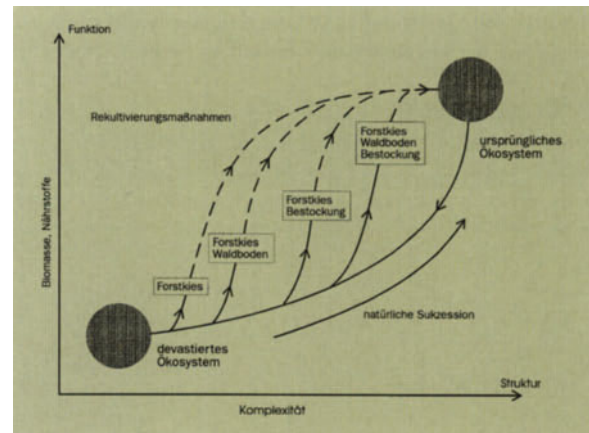 Funktion
Rekultivierungsmaßnahmen
Forstkies
Waldboden
Bestockung
ursprüngliches
Ökosystem
Forstkies
Bestockung
Forstkies
Waldboden
Forstkies
Biomasse, Nährstoffe
natürliche Sukzession
devastiertes
Ökosystem
Struktur
Komplexität